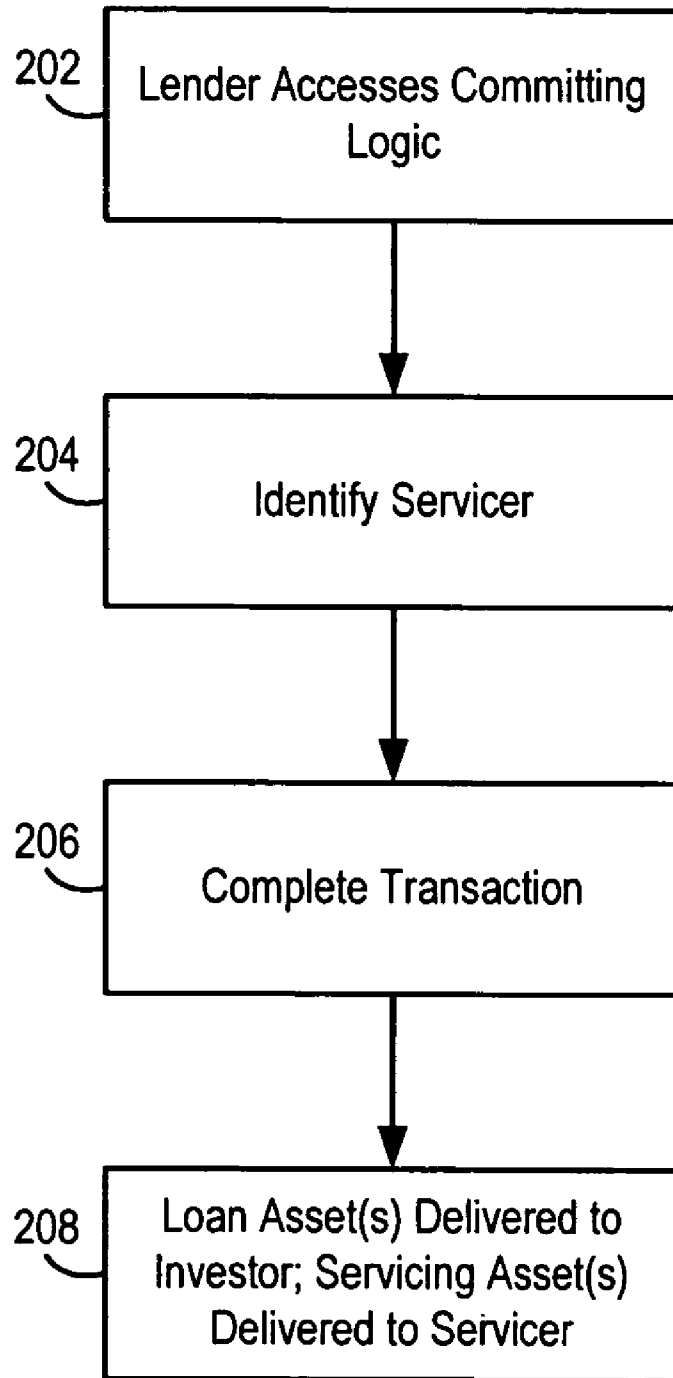 202
Lender Accesses Committing
Logic
204
Identify Servicer
206
Complete Transaction
208
Loan Asset(s) Delivered to
Investor; Servicing Asset(s)
Delivered to Servicer